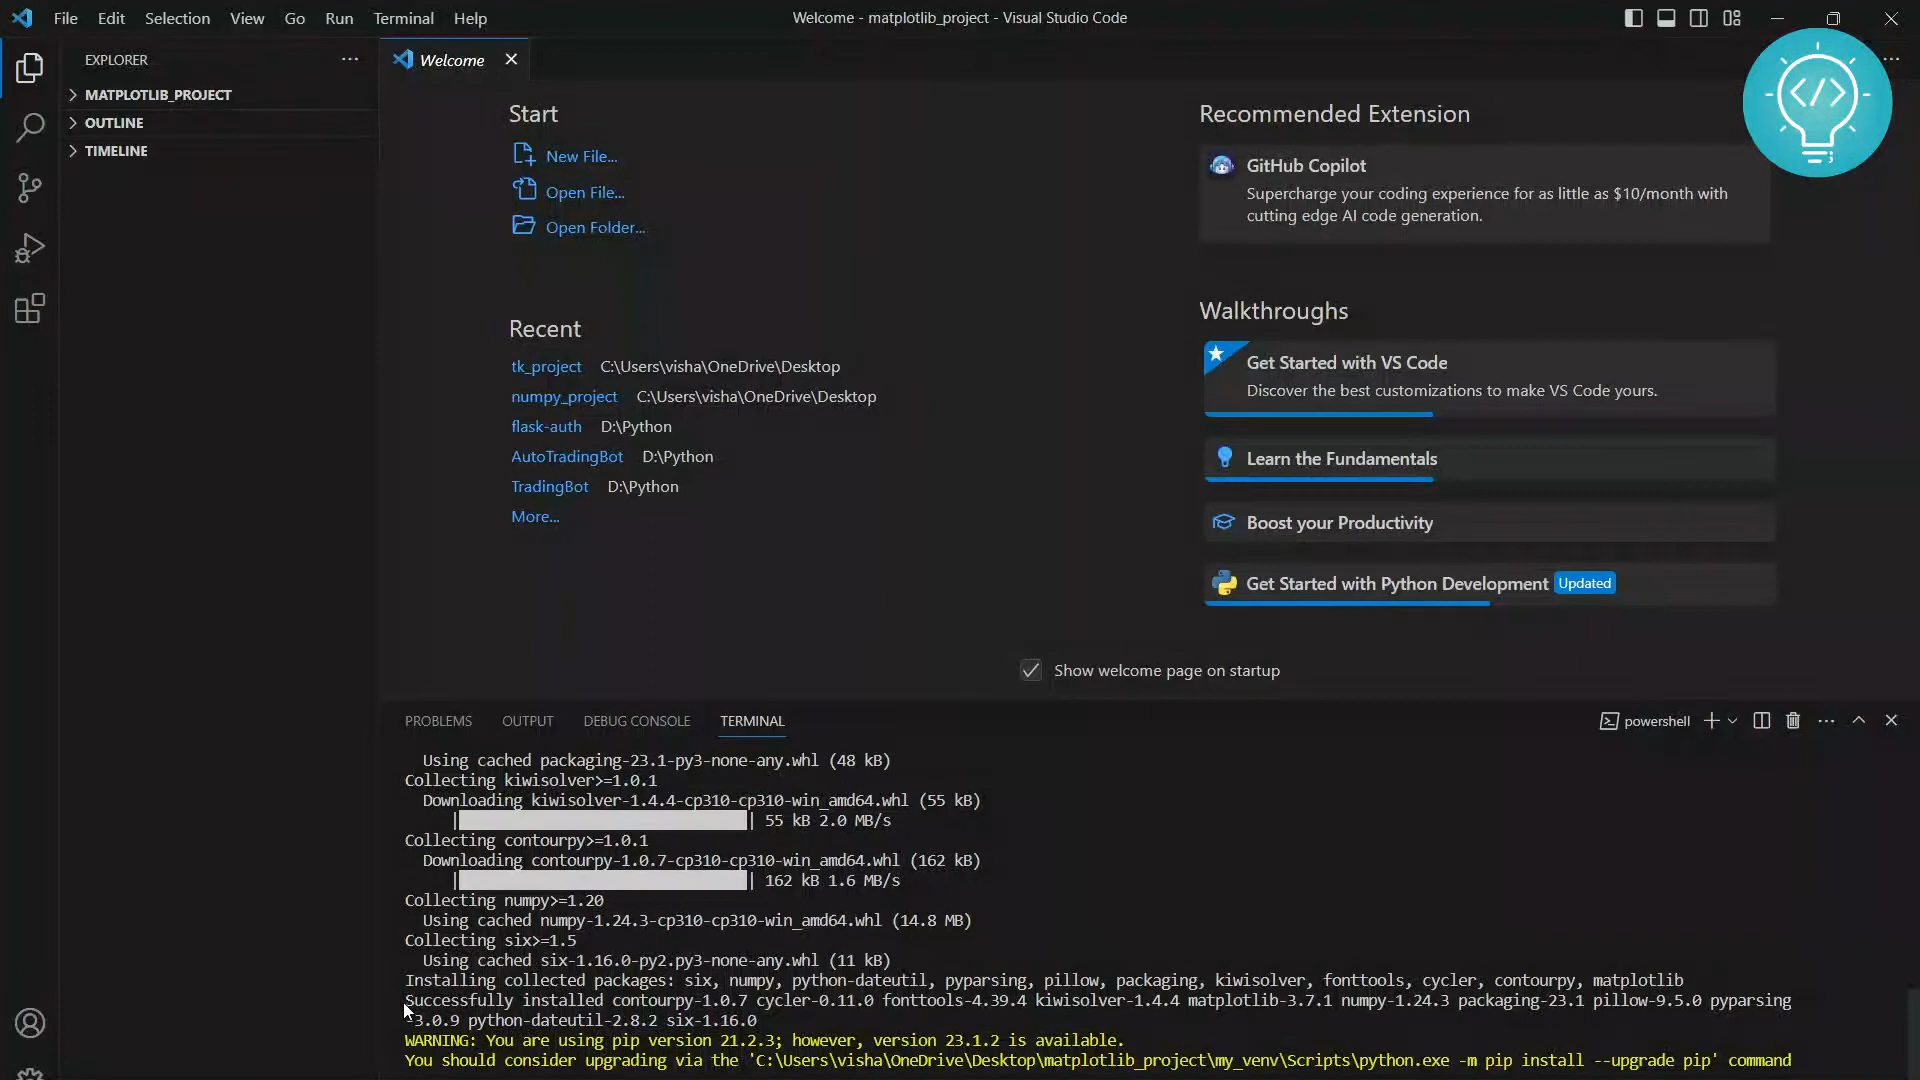 File Edit Selection View Go Run Terminal Help
Welcome - matplotlib_project - Visual Studio Code
EXPLORER
MATPLOTLIB_PROJECT
OUTLINE
TIMELINE
Welcome
Start
New File...
Open File...
Open Folder...
Recent
tk_project C:\Users\visha\OneDrive\Desktop
numpy_project C:\Users\visha\OneDrive\Desktop
flask-auth D:\Python
AutoTradingBot D:\Python
TradingBot D:\Python
More...
Recommended Extension
GitHub Copilot
Supercharge your coding experience for as little as $10/month with
cutting edge AI code generation.
Walkthroughs
Get Started with VS Code
Discover the best customizations to make VS Code yours.
Learn the Fundamentals
Boost your Productivity
Get Started with Python Development Updated
Show welcome page on startup
PROBLEMS OUTPUT DEBUG CONSOLE TERMINAL
powershell
Using cached packaging-23.1-py3-none-any.whl (48 kB)
Collecting kiwisolver>=1.0.1
Downloading kiwisolver-1.4.4-cp310-cp310-win_amd64.whl (55 kB)
| | 55 kB 2.0 MB/s
Collecting contourpy>=1.0.1
Downloading contourpy-1.0.7-cp310-cp310-win_amd64.whl (162 kB)
| | 162 kB 1.6 MB/s
Collecting numpy>=1.20
Using cached numpy-1.24.3-cp310-cp310-win_amd64.whl (14.8 MB)
Collecting six>=1.5
Using cached six-1.16.0-py2.py3-none-any.whl (11 kB)
Installing collected packages: six, numpy, python-dateutil, pyparsing, pillow, packaging, kiwisolver, fonttools, cycler, contourpy, matplotlib
Successfully installed contourpy-1.0.7 cycler-0.11.0 fonttools-4.39.4 kiwisolver-1.4.4 matplotlib-3.7.1 numpy-1.24.3 packaging-23.1 pillow-9.5.0 pyparsing
-3.0.9 python-dateutil-2.8.2 six-1.16.0
WARNING: You are using pip version 21.2.3; however, version 23.1.2 is available.
You should consider upgrading via the 'C:\Users\visha\OneDrive\Desktop\matplotlib_project\my_venv\Scripts\python.exe -m pip install --upgrade pip' command